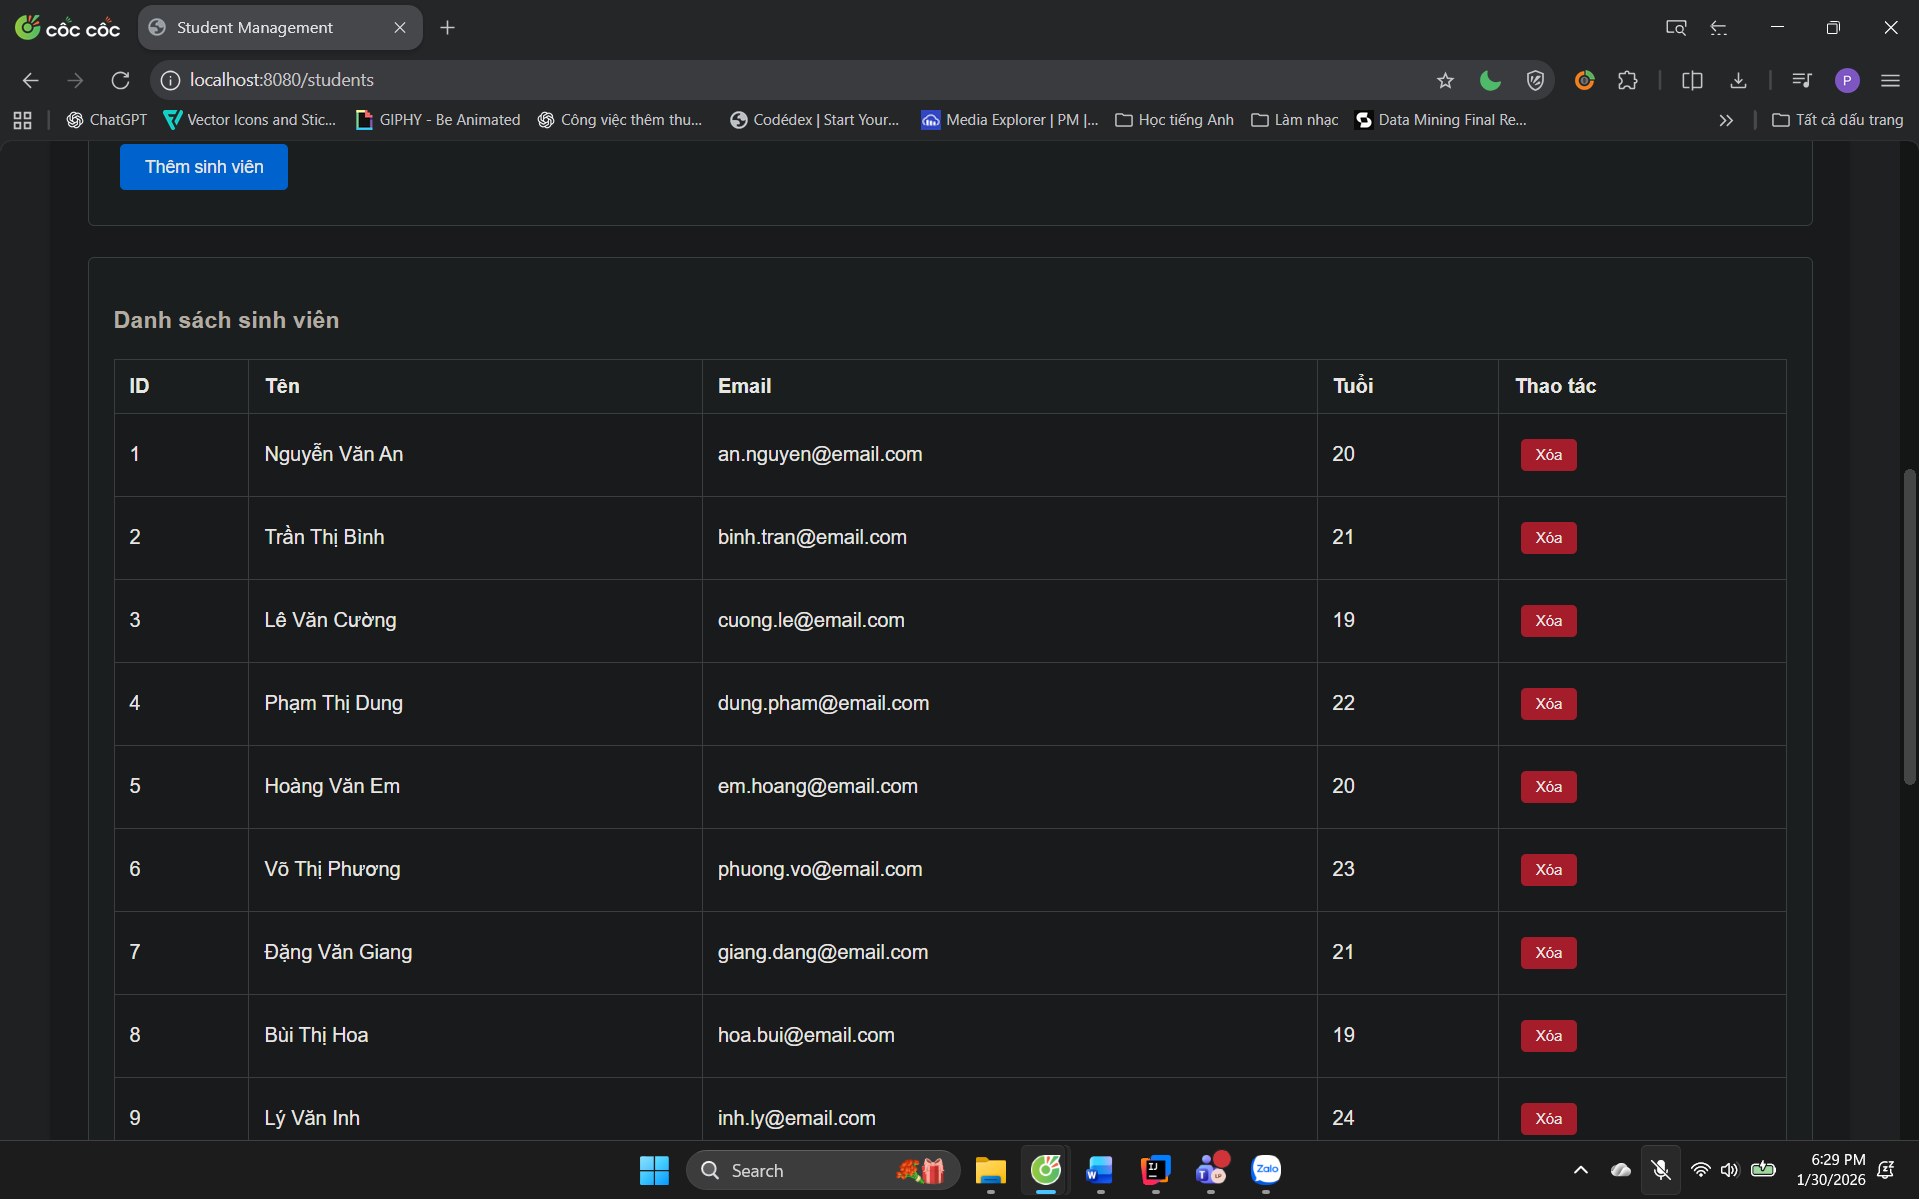 cốc cốc
Student Management
localhost:8080/students
P
ChatGPT
Vector Icons and Stic...
GIPHY - Be Animated
Công việc thêm thu...
Codédex | Start Your...
Media Explorer | PM |...
Học tiếng Anh
Làm nhạc
Data Mining Final Re...
Tất cả dấu trang
Thêm sinh viên
Danh sách sinh viên
ID Tên Email Tuổi Thao tác
1 Nguyễn Văn An an.nguyen@email.com 20 Xóa
2 Trần Thị Bình binh.tran@email.com 21 Xóa
3 Lê Văn Cường cuong.le@email.com 19 Xóa
4 Phạm Thị Dung dung.pham@email.com 22 Xóa
5 Hoàng Văn Em em.hoang@email.com 20 Xóa
6 Võ Thị Phương phuong.vo@email.com 23 Xóa
7 Đặng Văn Giang giang.dang@email.com 21 Xóa
8 Bùi Thị Hoa hoa.bui@email.com 19 Xóa
9 Lý Văn Inh inh.ly@email.com 24 Xóa
Search
Zalo
6:29 PM
1/30/2026